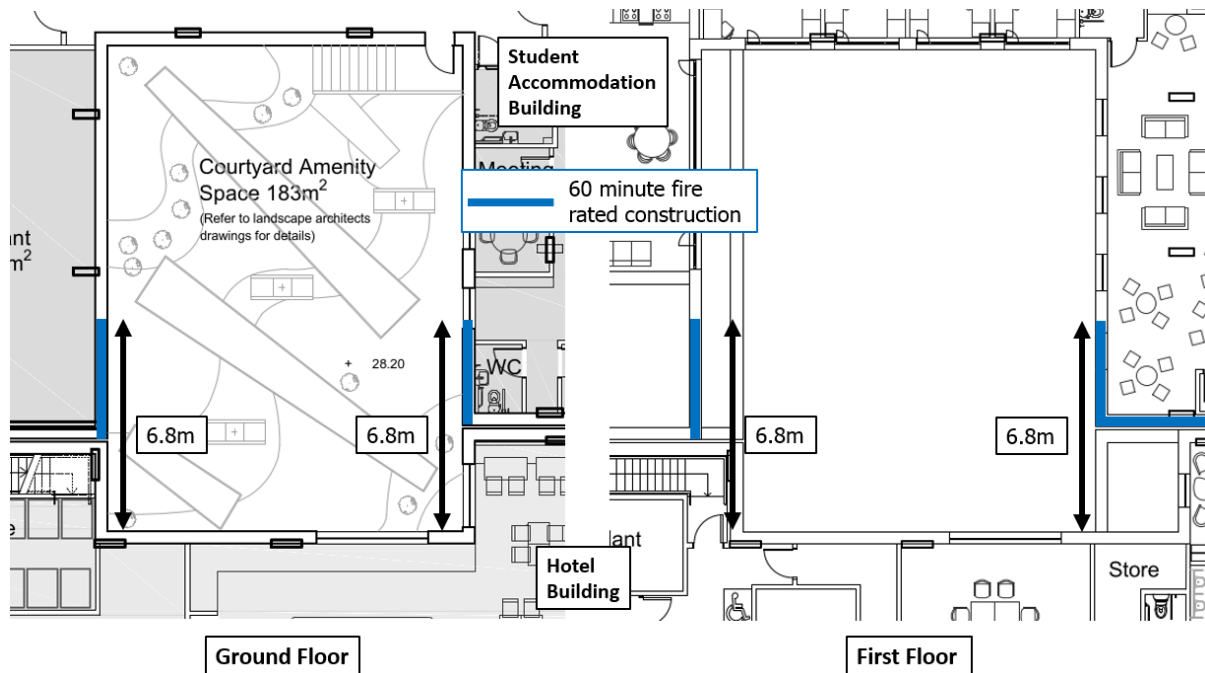 Student
Accommodation
Building
Courtyard Amenity
Space 183m²
(Refer to landscape architects
drawings for details)
Meeting
60 minute fire
rated construction
ant
m²
28.20
WC
6.8m
6.8m
6.8m
6.8m
e
Hotel
Building
lant
Store
Ground Floor
First Floor